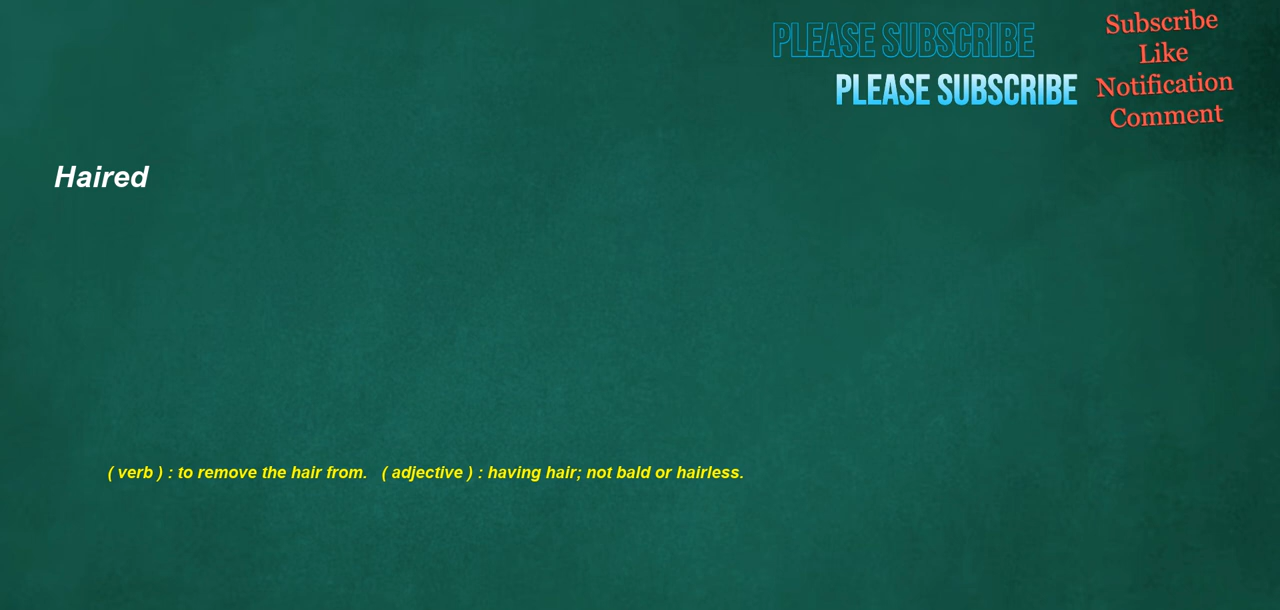 PLEASE SUBSCRIBE
PLEASE SUBSCRIBE
Subscribe
Like
Notification
Comment
Haired
( verb ) : to remove the hair from.   ( adjective ) : having hair; not bald or hairless.